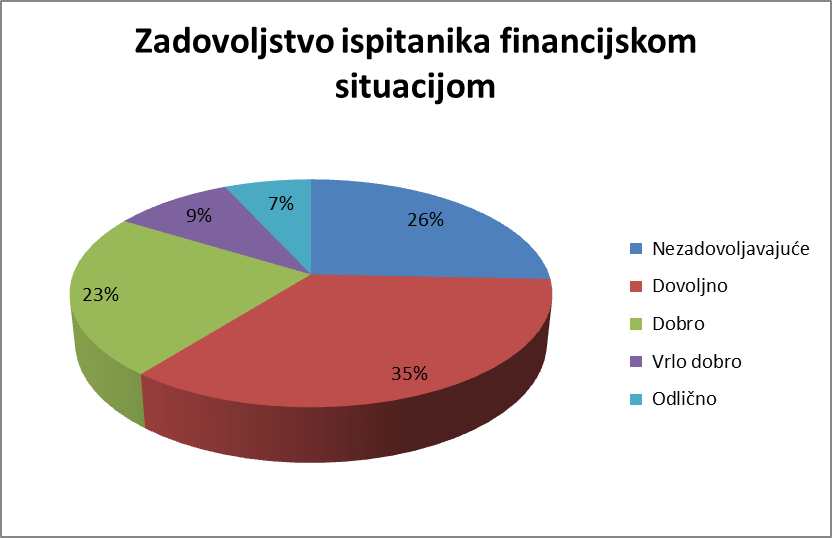 Zadovoljstvo ispitanika financijskom
situacijom
7%
9%
26%
23%
35%
Nezadovoljavajuće
Dovoljno
Dobro
Vrlo dobro
Odlično